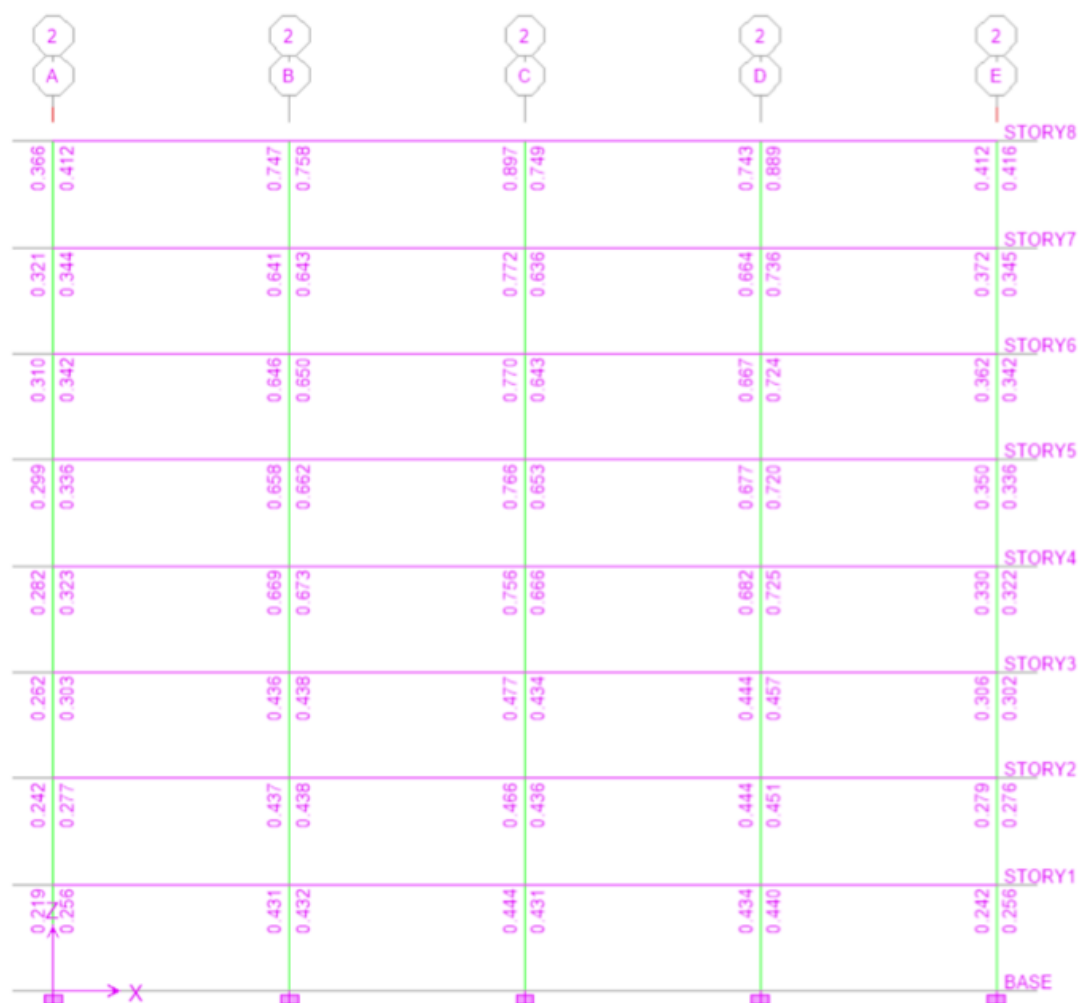 2 2 2 2 2
A B C D E
STORY8
0.366 0.412 0.747 0.758 0.897 0.749 0.743 0.889 0.412 0.416
STORY7
0.321 0.344 0.641 0.643 0.772 0.636 0.664 0.736 0.372 0.345
STORY6
0.310 0.342 0.646 0.650 0.770 0.643 0.667 0.724 0.362 0.342
STORY5
0.299 0.336 0.658 0.662 0.766 0.653 0.677 0.720 0.350 0.336
STORY4
0.282 0.323 0.669 0.673 0.756 0.666 0.682 0.725 0.330 0.322
STORY3
0.262 0.303 0.436 0.438 0.477 0.434 0.444 0.457 0.306 0.302
STORY2
0.242 0.277 0.437 0.438 0.466 0.436 0.444 0.451 0.279 0.276
STORY1
0.219 0.256 0.431 0.432 0.444 0.431 0.434 0.440 0.242 0.256
Z
X
BASE